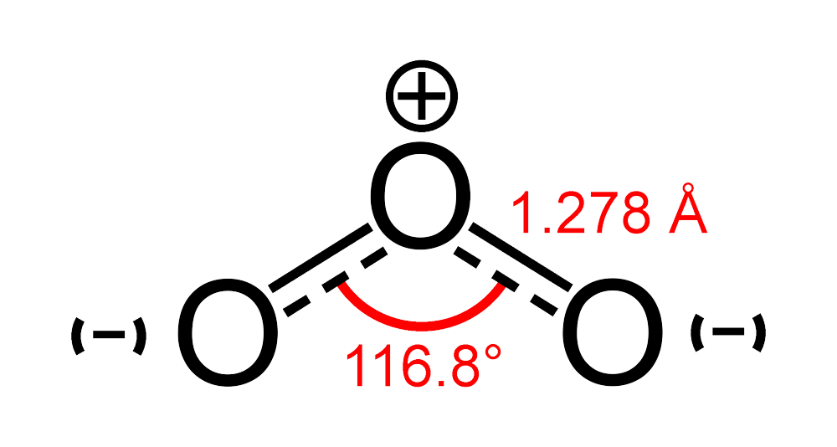 ⊕
O
1.278 Å
(−) O O (−)
116.8°